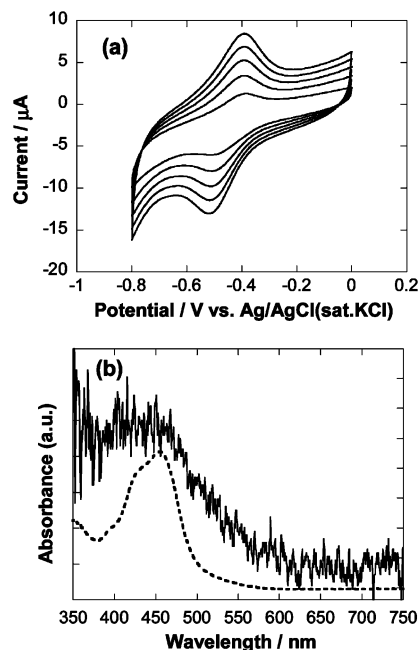 (a)
Current / μA
10
5
0
-5
-10
-15
-20
-1 -0.8 -0.6 -0.4 -0.2 0 0.2
Potential / V vs. Ag/AgCl(sat.KCl)
(b)
Absorbance (a.u.)
350 400 450 500 550 600 650 700 750
Wavelength / nm